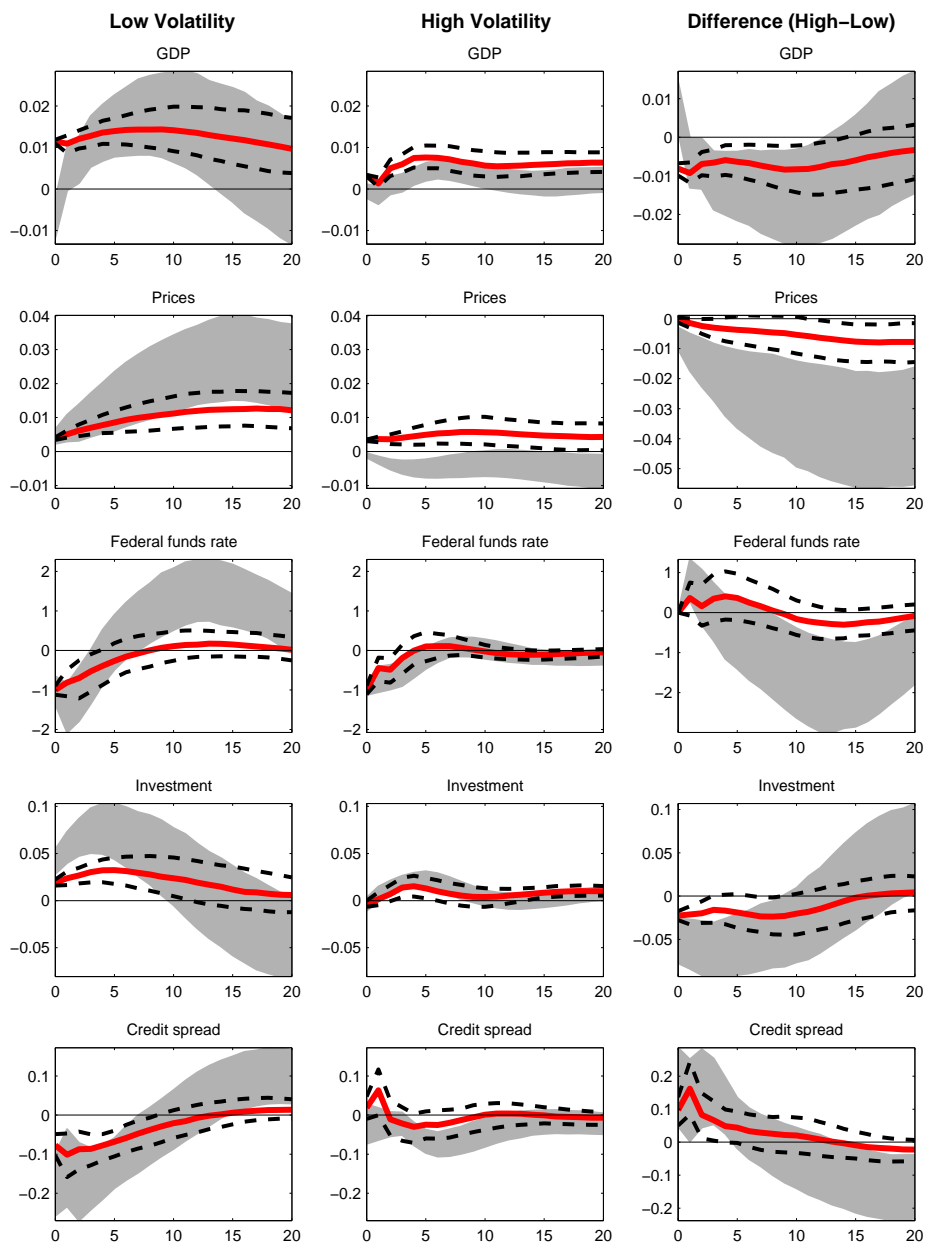 Low Volatility High Volatility Difference (High−Low)
GDP GDP GDP
0.02 0.02 0.01
0.01 0.01 0
0 0 −0.01
−0.01 −0.01 −0.02
0 5 10 15 20 0 5 10 15 20 0 5 10 15 20
Prices Prices Prices
0.04 0.04 0
0.03 0.03 −0.01
0.02 0.02 −0.02
0.01 0.01 −0.03
0 0 −0.04
−0.01 −0.01 −0.05
0 5 10 15 20 0 5 10 15 20 0 5 10 15 20
Federal funds rate Federal funds rate Federal funds rate
2 2 1
1 1 0
0 0 −1
−1 −1 −2
−2 −2
0 5 10 15 20 0 5 10 15 20 0 5 10 15 20
Investment Investment Investment
0.1 0.1 0.1
0.05 0.05 0.05
0 0 0
−0.05 −0.05 −0.05
0 5 10 15 20 0 5 10 15 20 0 5 10 15 20
Credit spread Credit spread Credit spread
0.1 0.1 0.2
0 0 0.1
−0.1 −0.1 0
−0.2 −0.2 −0.1
−0.2
0 5 10 15 20 0 5 10 15 20 0 5 10 15 20